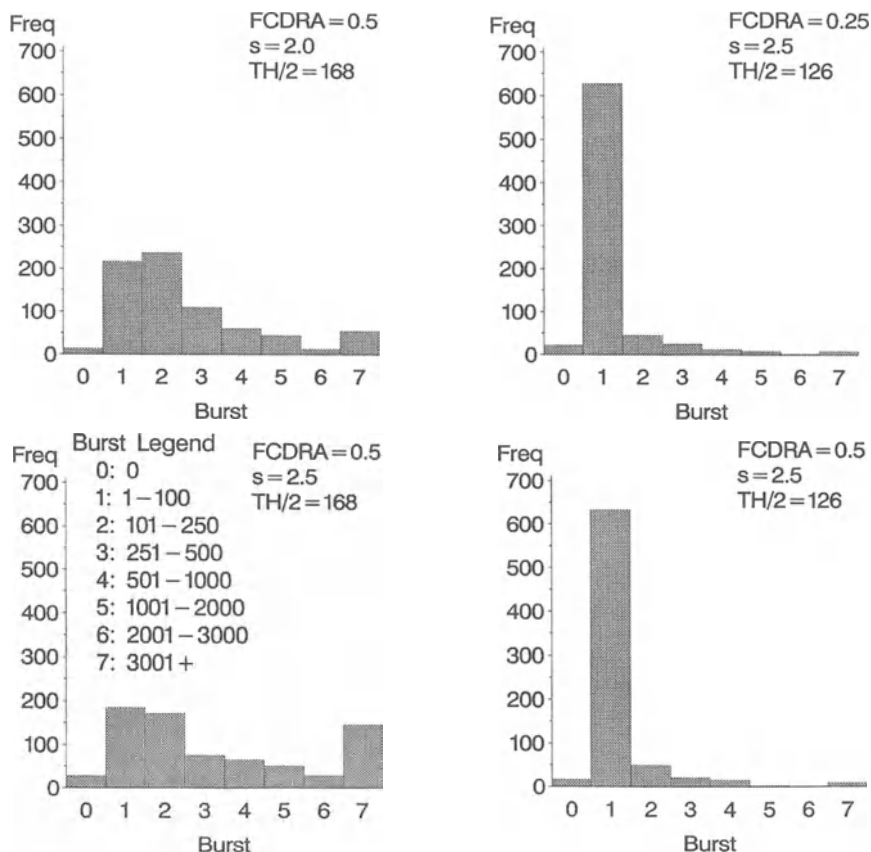 Freq
FCDRA = 0.5
s = 2.0
TH/2 = 168
700
600
500
400
300
200
100
0
0 1 2 3 4 5 6 7
Burst
FCDRA = 0.25
s = 2.5
TH/2 = 126
Freq
700
600
500
400
300
200
100
0
0 1 2 3 4 5 6 7
Burst
Freq
Burst Legend
0: 0
1: 1–100
2: 101–250
3: 251–500
4: 501–1000
5: 1001–2000
6: 2001–3000
7: 3001+
FCDRA = 0.5
s = 2.5
TH/2 = 168
700
600
500
400
300
200
100
0
0 1 2 3 4 5 6 7
Burst
Freq
FCDRA = 0.5
s = 2.5
TH/2 = 126
700
600
500
400
300
200
100
0
0 1 2 3 4 5 6 7
Burst